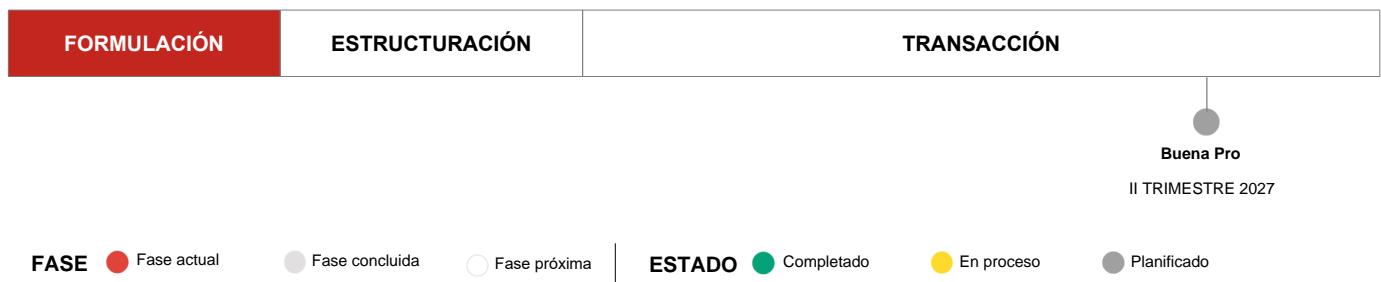 FORMULACIÓN ESTRUCTURACIÓN TRANSACCIÓN
Buena Pro
II TRIMESTRE 2027
FASE Fase actual Fase concluida Fase próxima ESTADO Completado En proceso Planificado